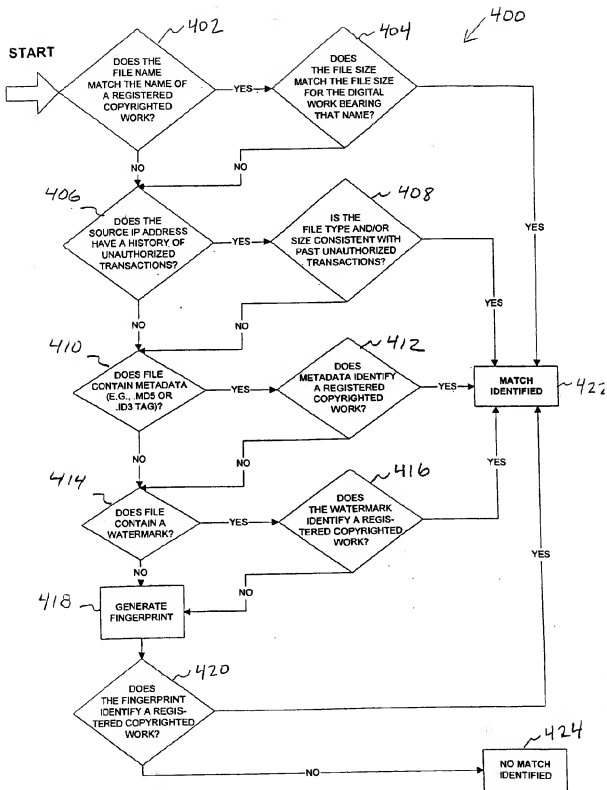 402
404
400
START
DOES THE
FILE NAME
MATCH THE NAME OF
A REGISTERED
COPYRIGHTED
WORK?
YES
DOES
THE FILE SIZE
MATCH THE FILE SIZE
FOR THE DIGITAL
WORK BEARING
THAT NAME?
NO
NO
YES
406
408
DOES THE
SOURCE IP ADDRESS
HAVE A HISTORY OF
UNAUTHORIZED
TRANSACTIONS?
YES
IS THE
FILE TYPE AND/OR
SIZE CONSISTENT WITH
PAST UNAUTHORIZED
TRANSACTIONS?
YES
NO
NO
410
412
DOES FILE
CONTAIN METADATA
(E.G., .MD5 OR
.ID3 TAG)?
YES
DOES
METADATA IDENTIFY
A REGISTERED
COPYRIGHTED
WORK?
YES
MATCH
IDENTIFIED
422
NO
NO
YES
414
416
DOES FILE
CONTAIN A
WATERMARK?
YES
DOES
THE WATERMARK
IDENTIFY A REGIS-
TERED COPYRIGHTED
WORK?
YES
NO
NO
418
GENERATE
FINGERPRINT
420
DOES
THE FINGERPRINT
IDENTIFY A REGIS-
TERED COPYRIGHTED
WORK?
424
NO
NO MATCH
IDENTIFIED